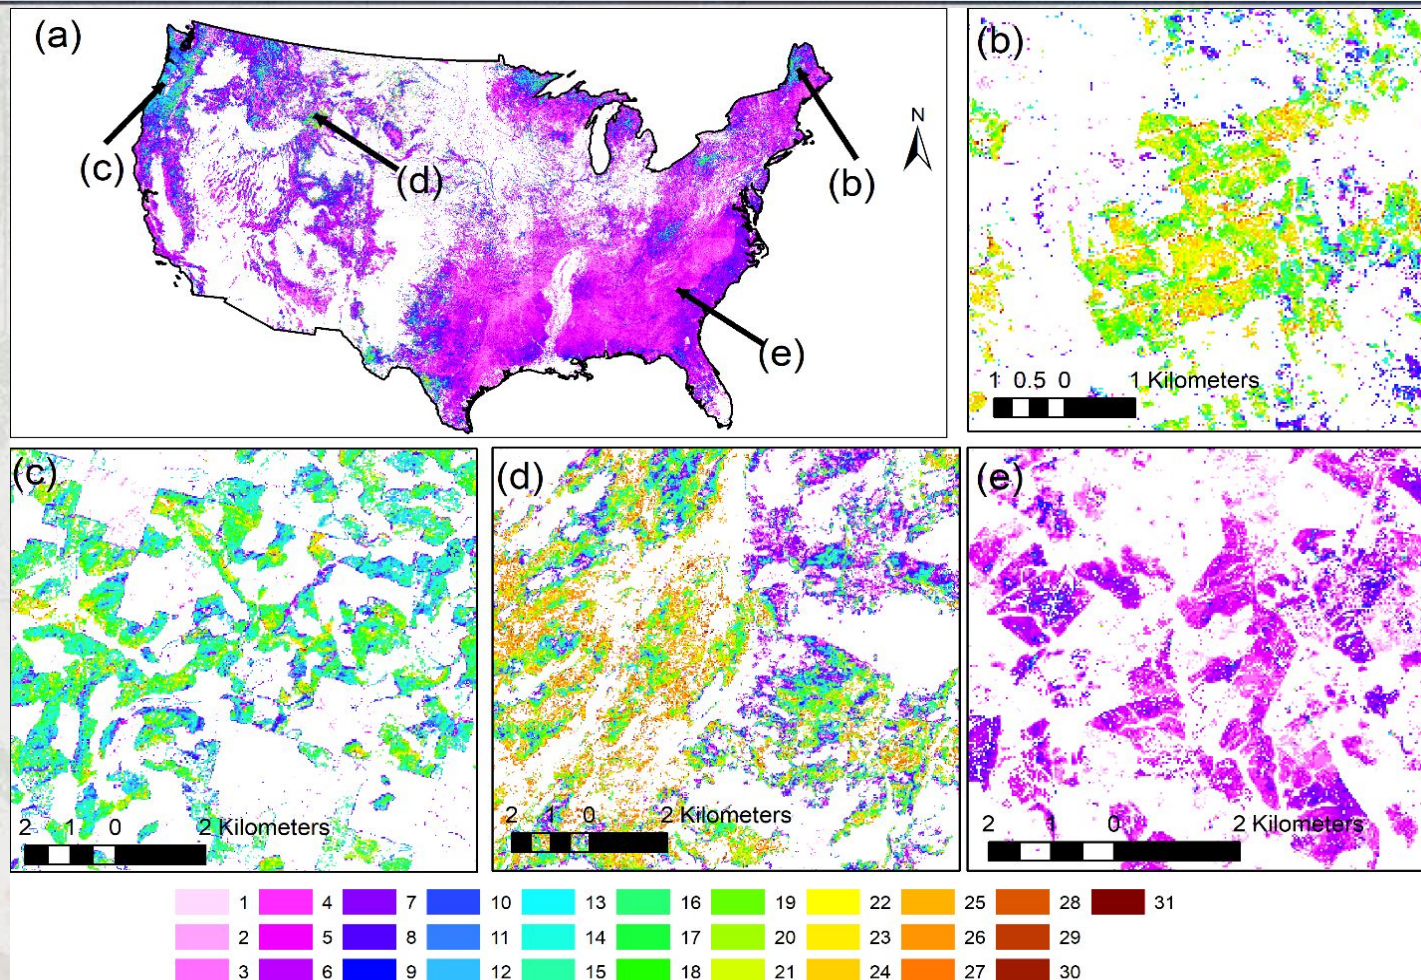 (a)
N
(c)
(d)
(b)
(e)
(b)
1 0.5 0 1 Kilometers
(c)
2 1 0 2 Kilometers
(d)
2 1 0 2 Kilometers
(e)
2 1 0 2 Kilometers
1 4 7 10 13 16 19 22 25 28 31
2 5 8 11 14 17 20 23 26 29
3 6 9 12 15 18 21 24 27 30